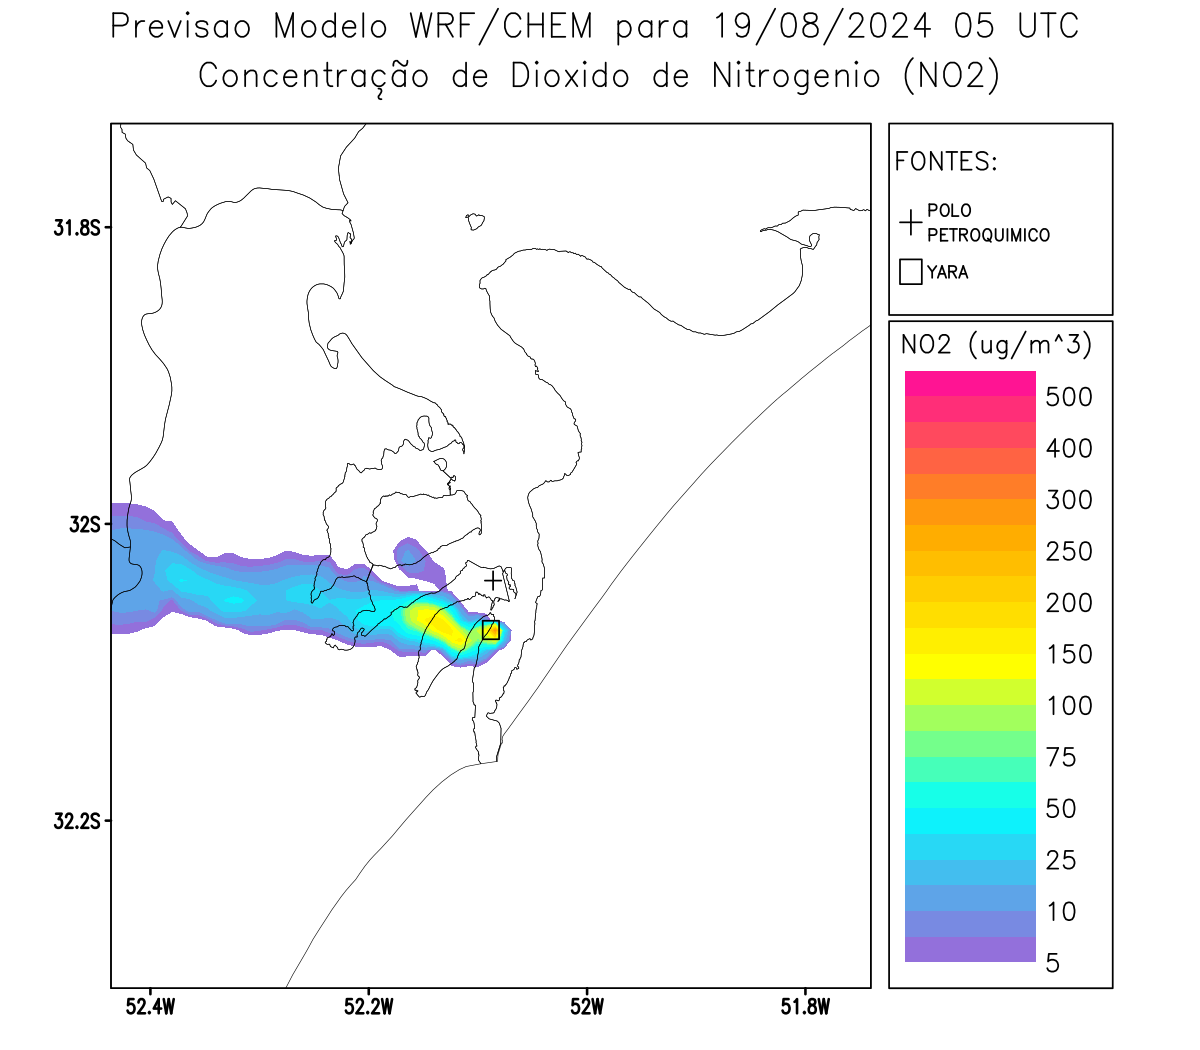 Previsao Modelo WRF/CHEM para 19/08/2024 05 UTC
Concentração de Dioxido de Nitrogenio (NO2)
FONTES:
POLO
PETROQUIMICO
YARA
31.8S
32S
32.2S
52.4W
52.2W
52W
51.8W
NO2 (ug/m^3)
500
400
300
250
200
150
100
75
50
25
10
5